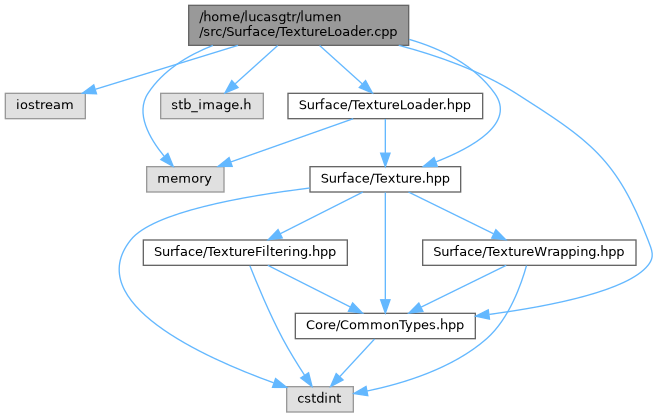 /home/lucasgtr/lumen
/src/Surface/TextureLoader.cpp
iostream
stb_image.h
Surface/TextureLoader.hpp
memory
Surface/Texture.hpp
Surface/TextureFiltering.hpp
Surface/TextureWrapping.hpp
Core/CommonTypes.hpp
cstdint